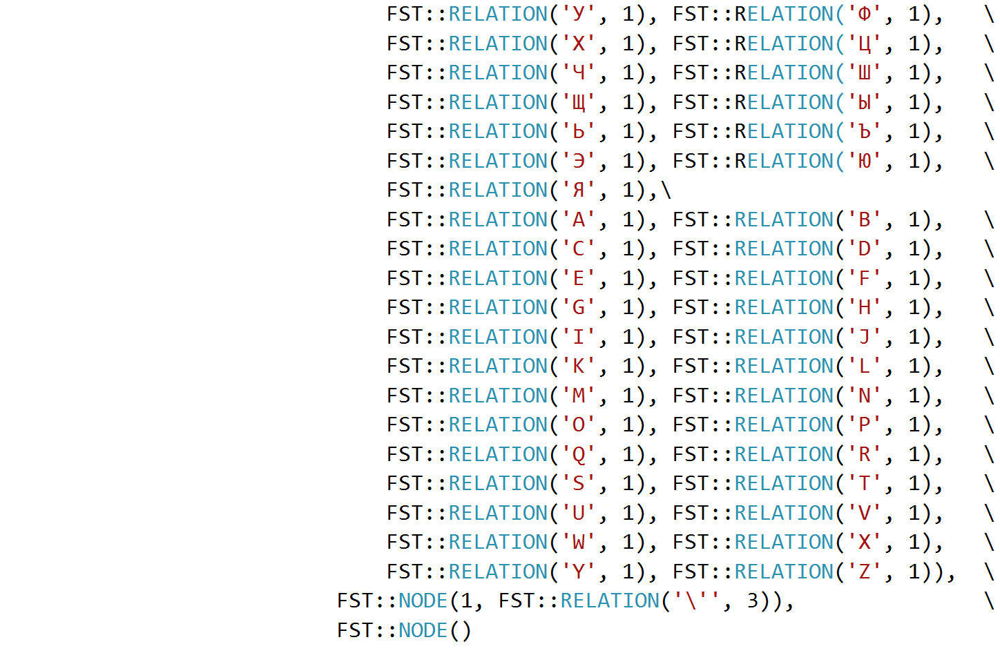 FST::RELATION('У', 1), FST::RELATION('Ф', 1), \
FST::RELATION('Х', 1), FST::RELATION('Ц', 1), \
FST::RELATION('Ч', 1), FST::RELATION('Ш', 1), \
FST::RELATION('Щ', 1), FST::RELATION('Ы', 1), \
FST::RELATION('Ь', 1), FST::RELATION('Ъ', 1), \
FST::RELATION('Э', 1), FST::RELATION('Ю', 1), \
FST::RELATION('Я', 1),\
FST::RELATION('A', 1), FST::RELATION('B', 1), \
FST::RELATION('C', 1), FST::RELATION('D', 1), \
FST::RELATION('E', 1), FST::RELATION('F', 1), \
FST::RELATION('G', 1), FST::RELATION('H', 1), \
FST::RELATION('I', 1), FST::RELATION('J', 1), \
FST::RELATION('K', 1), FST::RELATION('L', 1), \
FST::RELATION('M', 1), FST::RELATION('N', 1), \
FST::RELATION('O', 1), FST::RELATION('P', 1), \
FST::RELATION('Q', 1), FST::RELATION('R', 1), \
FST::RELATION('S', 1), FST::RELATION('T', 1), \
FST::RELATION('U', 1), FST::RELATION('V', 1), \
FST::RELATION('W', 1), FST::RELATION('X', 1), \
FST::RELATION('Y', 1), FST::RELATION('Z', 1)), \
FST::NODE(1, FST::RELATION('\'', 3)), \
FST::NODE()